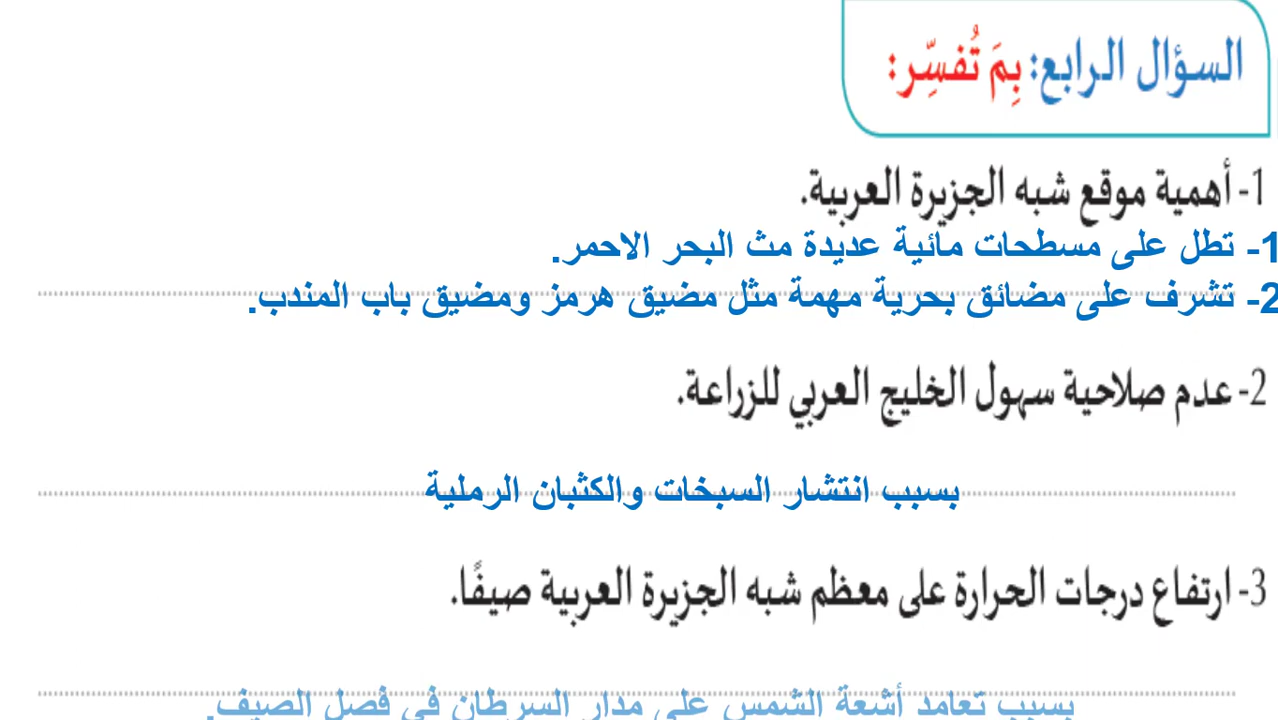 السؤال الرابع: بِمَ تُفسِّر:
1- أهمية موقع شبه الجزيرة العربية.
1- تطل على مسطحات مائية عديدة مث البحر الاحمر.
2- تشرف على مضائق بحرية مهمة مثل مضيق هرمز ومضيق باب المندب.
2- عدم صلاحية سهول الخليج العربي للزراعة.
بسبب انتشار السبخات والكثبان الرملية
3- ارتفاع درجات الحرارة على معظم شبه الجزيرة العربية صيفًا.
بسبب تعامد أشعة الشمس على مدار السرطان في فصل الصيف.